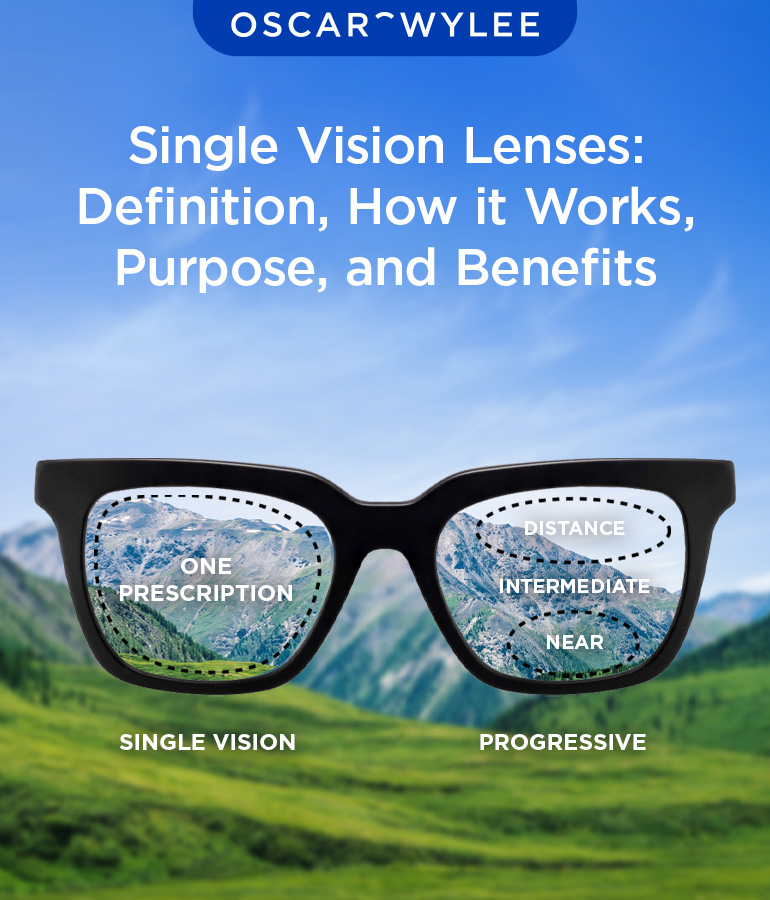 OSCAR WYLEE
Single Vision Lenses:
Definition, How it Works,
Purpose, and Benefits
ONE
PRESCRIPTION
DISTANCE
INTERMEDIATE
NEAR
SINGLE VISION
PROGRESSIVE